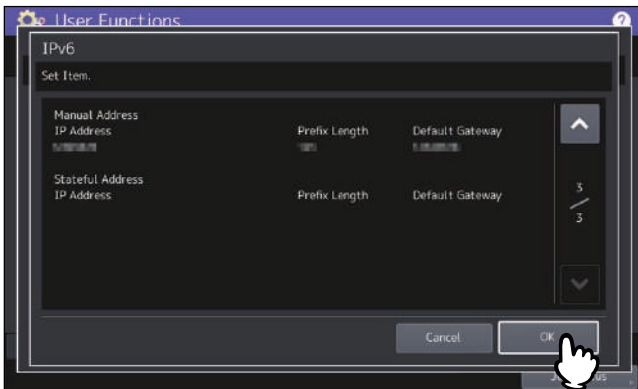 User Functions
?
IPv6
Set Item.
Manual Address
IP Address Prefix Length Default Gateway
Stateful Address
IP Address Prefix Length Default Gateway
3
3
Cancel OK